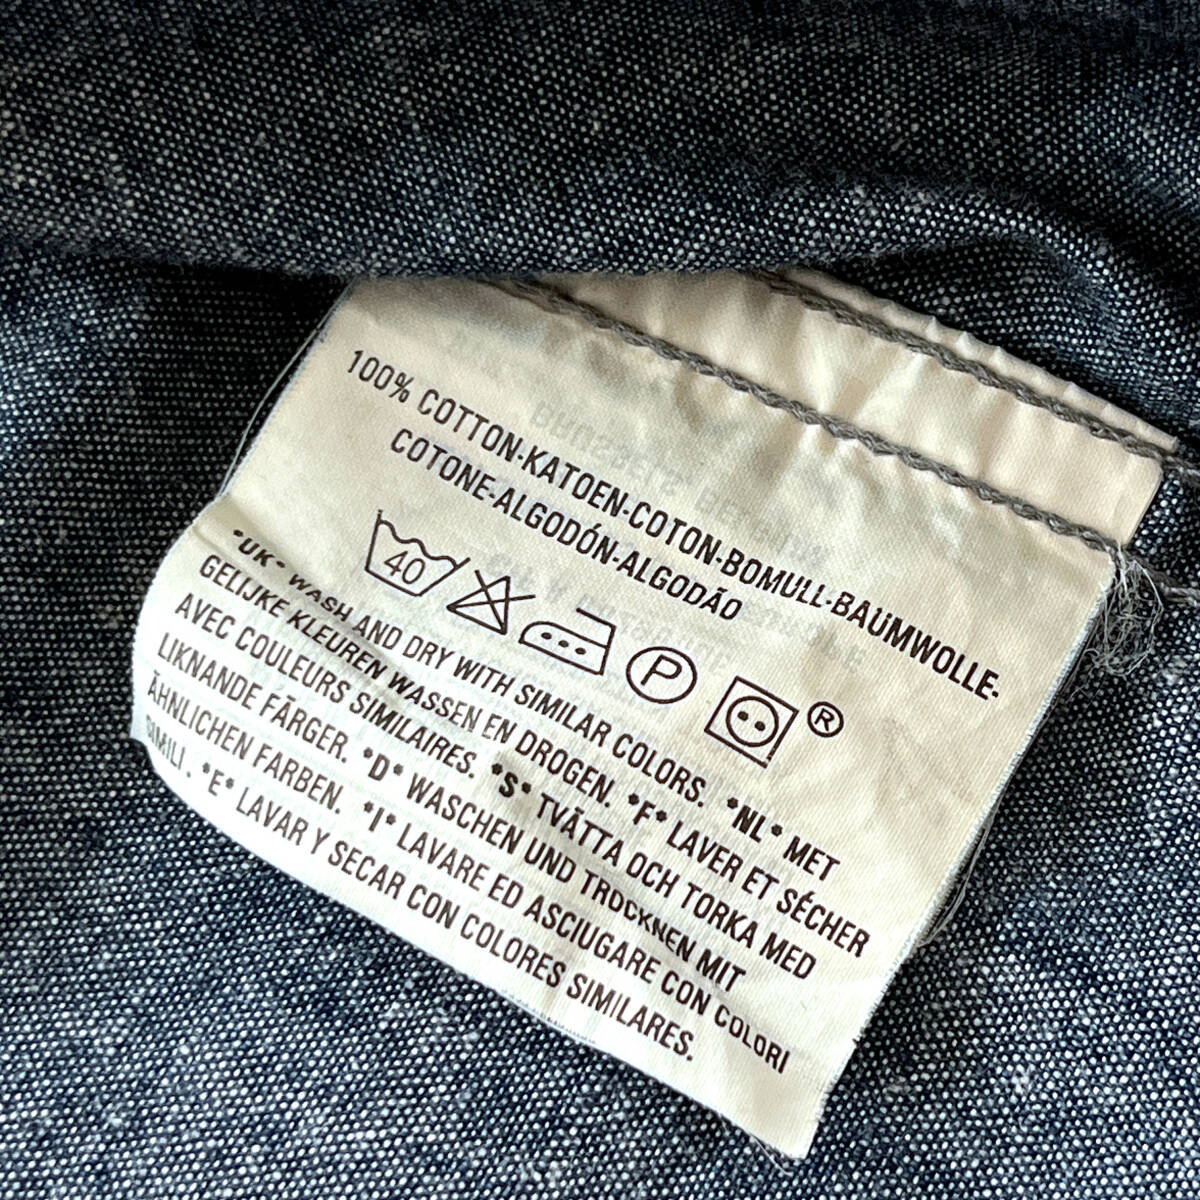 100% COTTON-KATOEN-COTON-BOMULL-BAUMWOLLE-
COTONE-ALGODÓN-ALGODÃO
40 P ®
*UK* WASH AND DRY WITH SIMILAR COLORS. *NL* MET
GELIJKE KLEUREN WASSEN EN DROGEN. *F* LAVER ET SÉCHER
AVEC COULEURS SIMILAIRES. *S* TVÄTTA OCH TORKA MED
LIKNANDE FÄRGER. *D* WASCHEN UND TROCKNEN MIT
ÄHNLICHEN FARBEN. *I* LAVARE ED ASCIUGARE CON COLORI
SIMILI. *E* LAVAR Y SECAR CON COLORES SIMILARES.